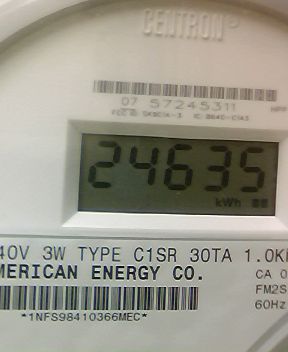 CENTRON®
07 57245311
24635
kWh
40V 3W TYPE C1SR 30TA 1.0K
MERICAN ENERGY CO.
CA 0
FM2S
60Hz
*1NFS98410366MEC*